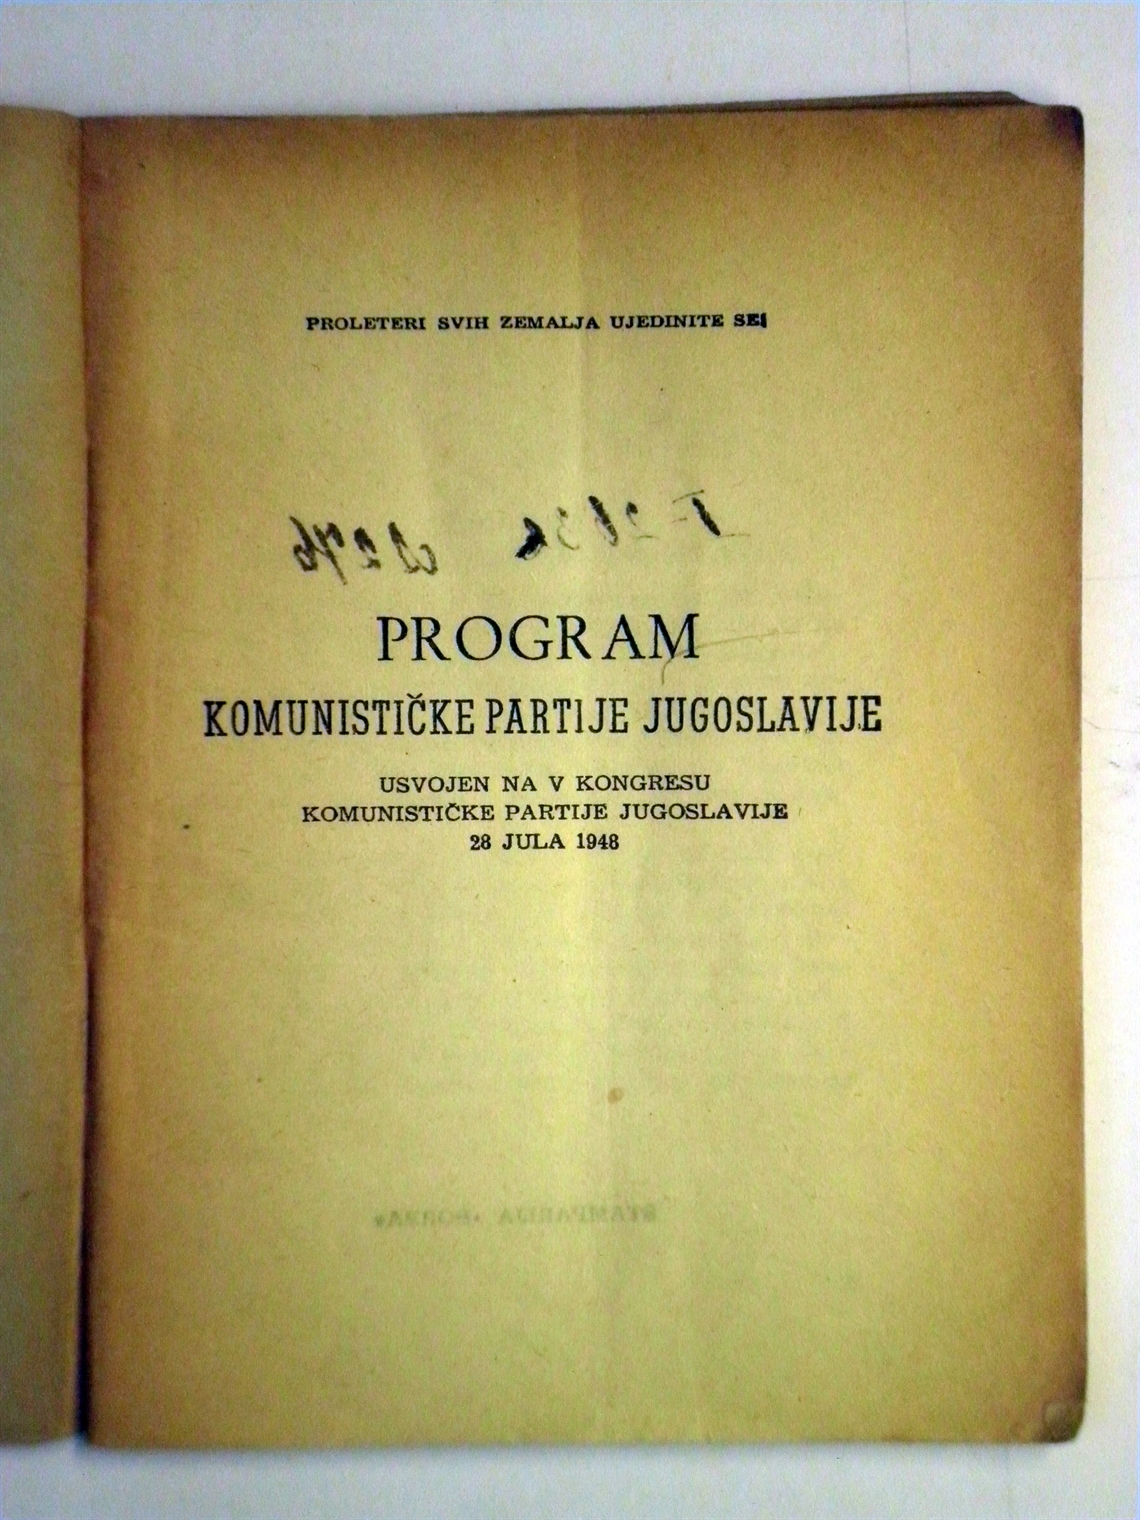 PROLETERI SVIH ZEMALJA UJEDINITE SE!
PROGRAM
KOMUNISTIČKE PARTIJE JUGOSLAVIJE
USVOJEN NA V KONGRESU
KOMUNISTIČKE PARTIJE JUGOSLAVIJE
28 JULA 1948